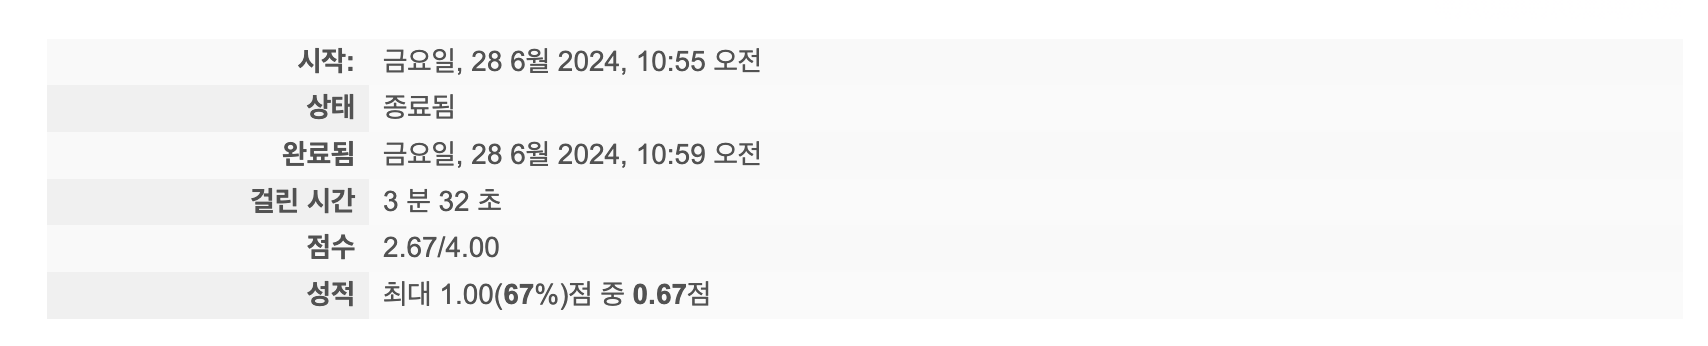 시작: 금요일, 28 6월 2024, 10:55 오전
상태 종료됨
완료됨 금요일, 28 6월 2024, 10:59 오전
걸린 시간 3 분 32 초
점수 2.67/4.00
성적 최대 1.00(67%)점 중 0.67점